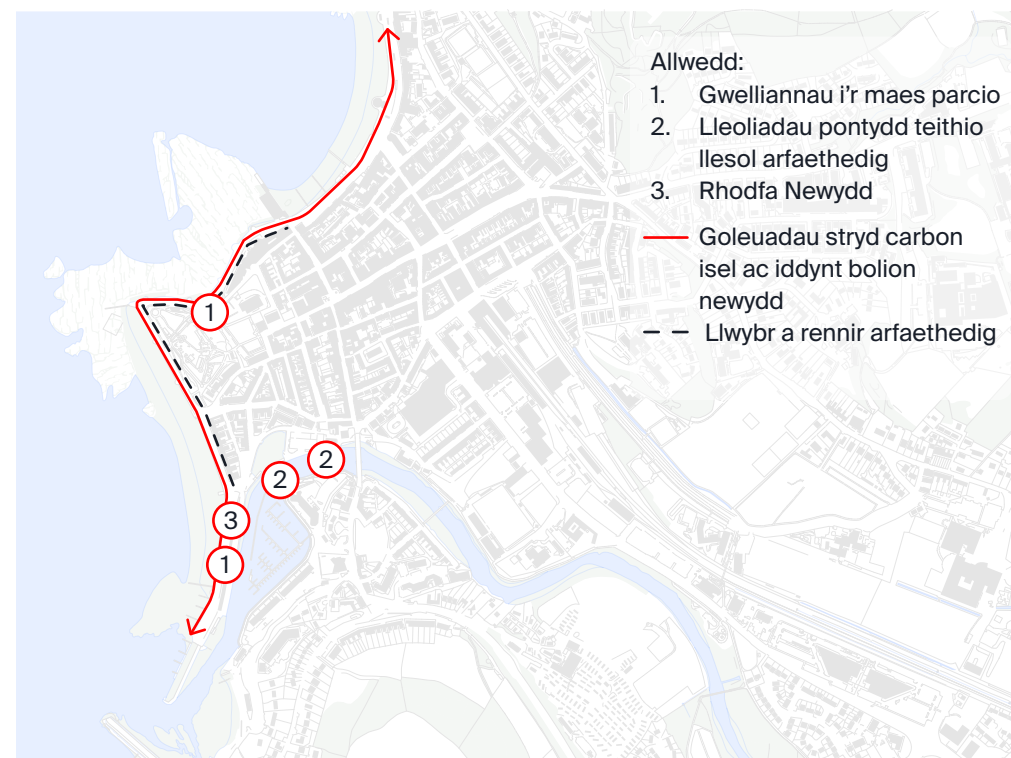 Allwedd:
1. Gwelliannau i'r maes parcio
2. Lleoliadau pontydd teithio
llesol arfaethedig
3. Rhodfa Newydd
Goleuadau stryd carbon
isel ac iddynt bolion
newydd
Llwybr a rennir arfaethedig
1
2
2
3
1